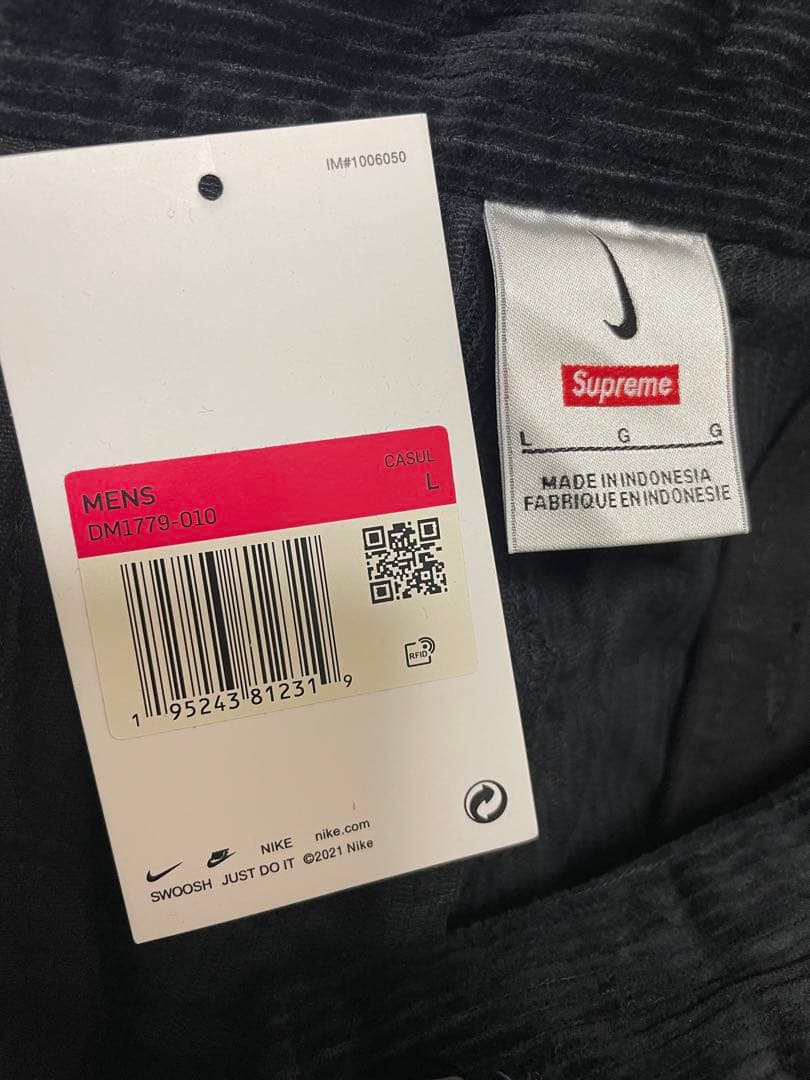 IM#1006050
MENS
DM1779-010
CASUL
L
RFID
1 95243 81231 9
NIKE nike.com
SWOOSH JUST DO IT ©2021 Nike
Supreme
L G G
MADE IN INDONESIA
FABRIQUE EN INDONESIE